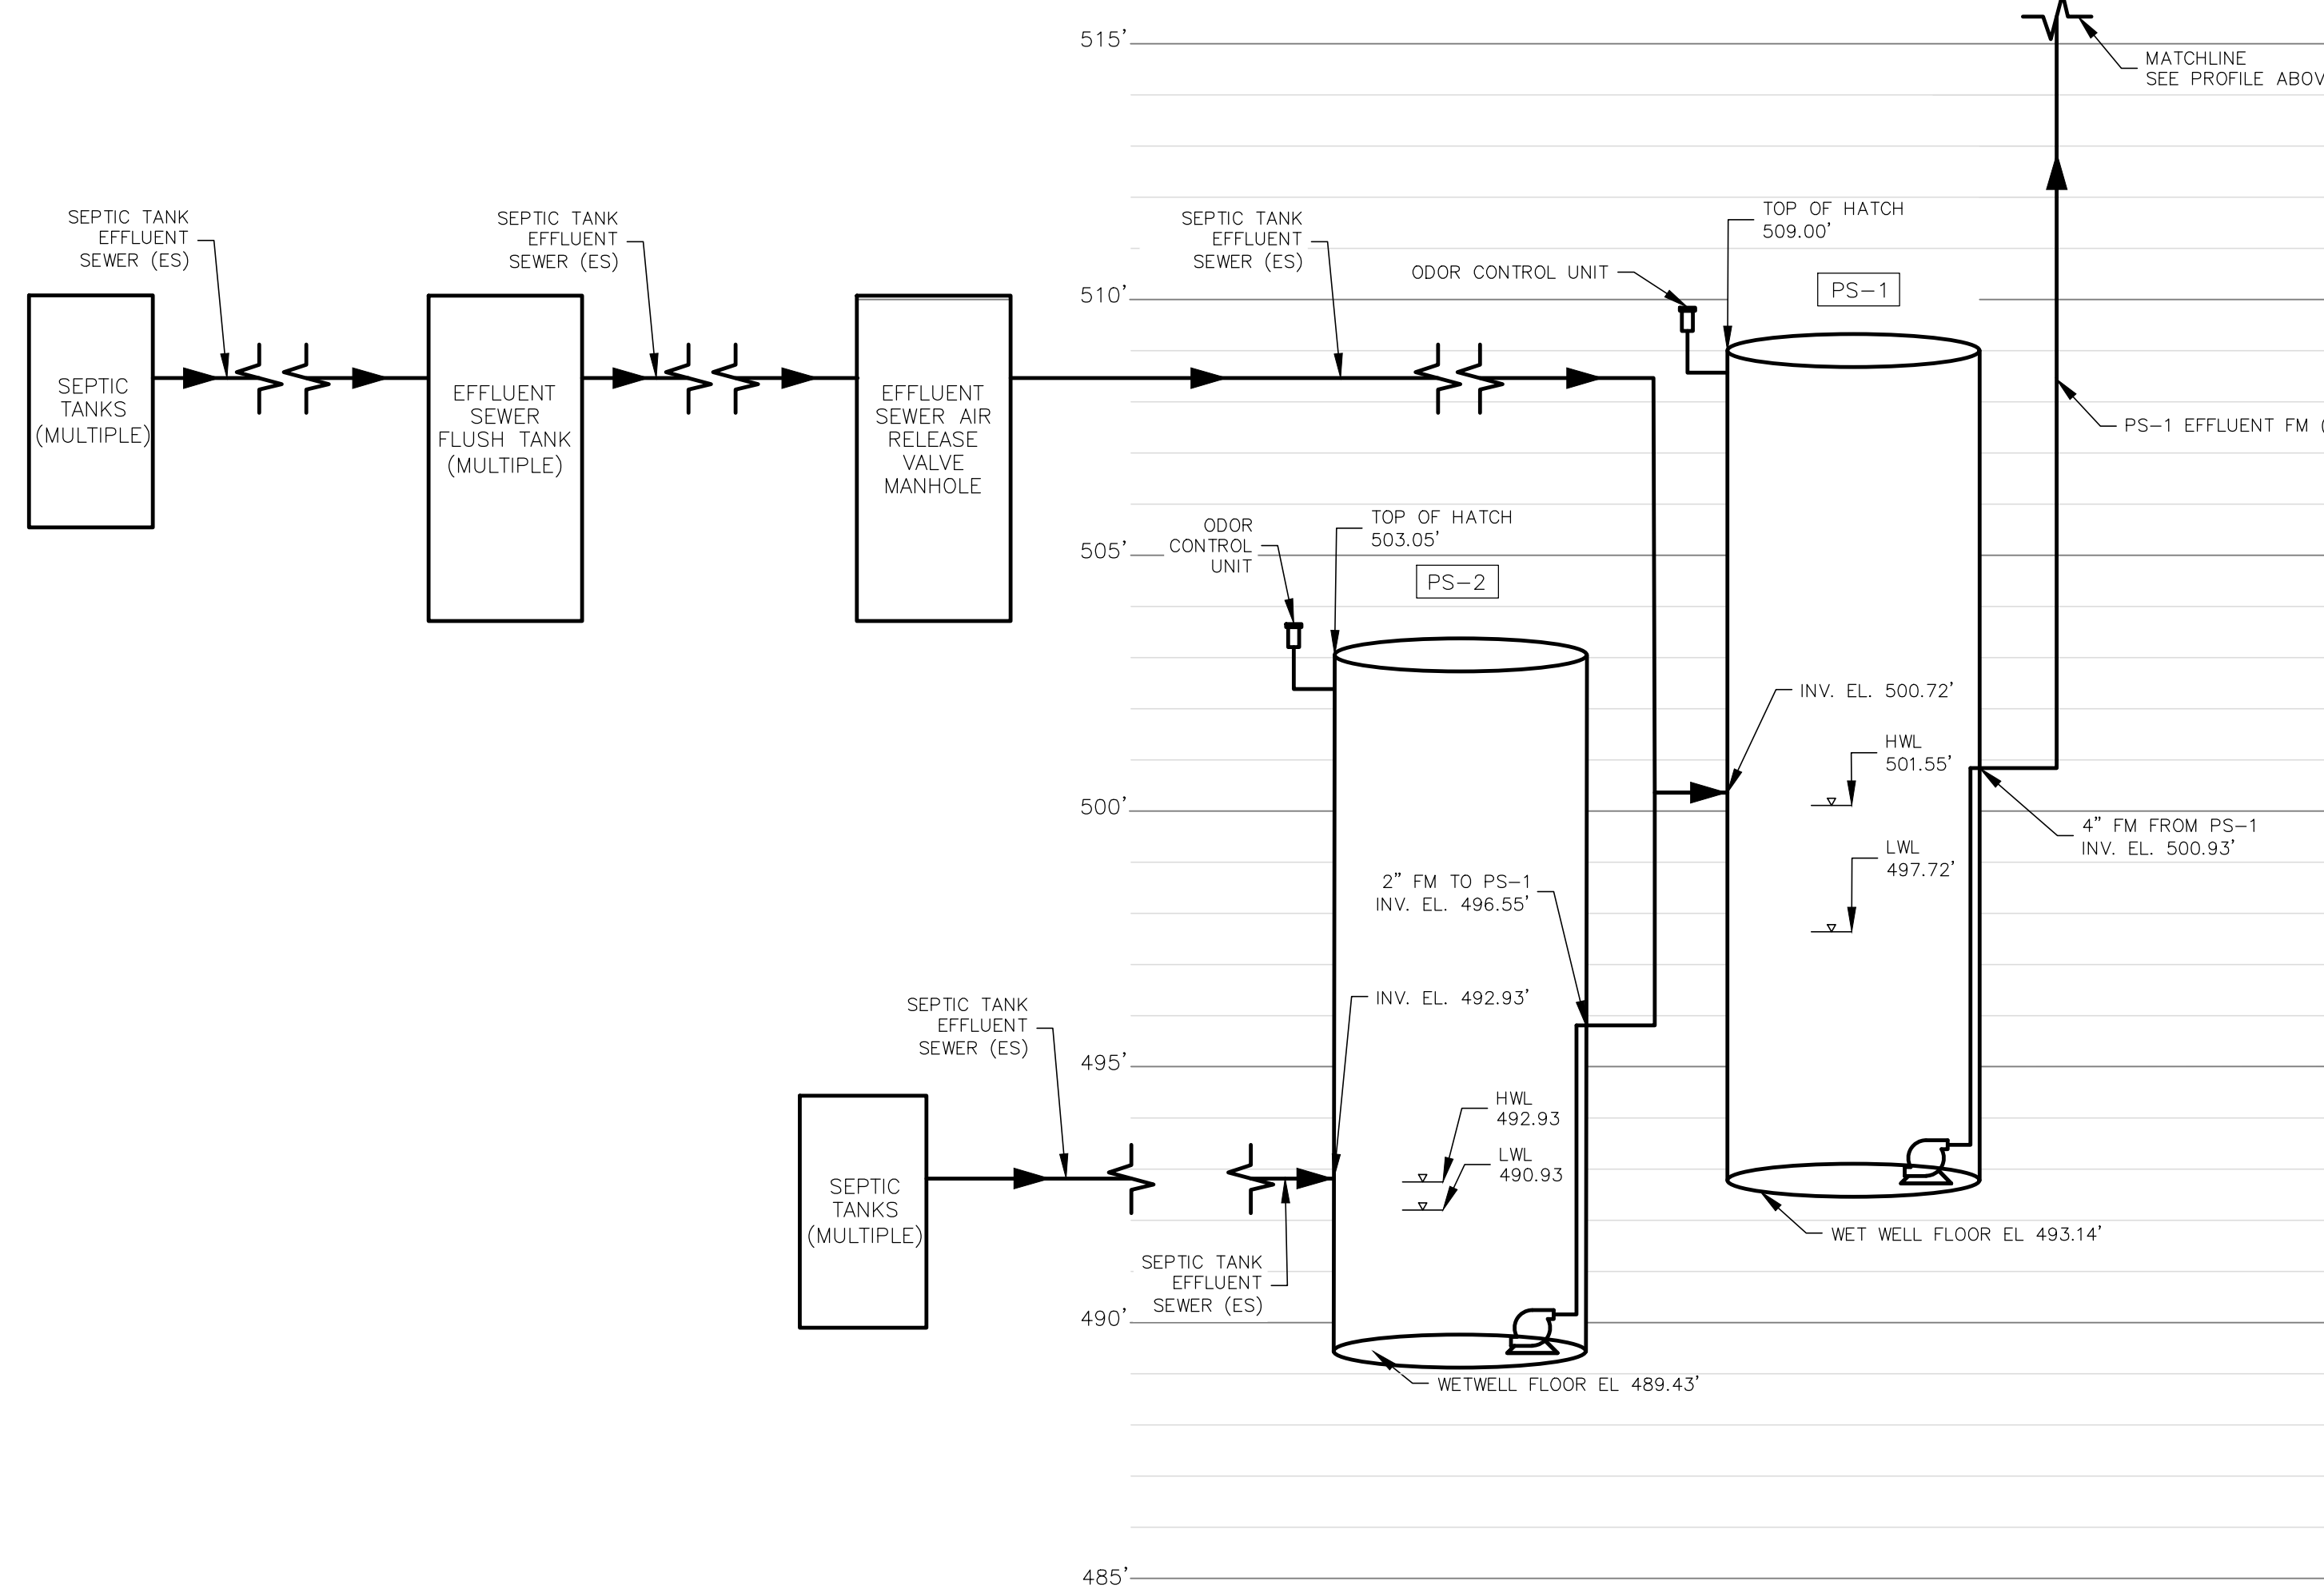 515'
MATCHLINE
SEE PROFILE
SEPTIC TANK
EFFLUENT
SEWER (ES)
SEPTIC TANK
EFFLUENT
SEWER (ES)
SEPTIC TANK
EFFLUENT
SEWER (ES)
TOP OF HATCH
509.00'
ODOR CONTROL UNIT
PS-1
510'
SEPTIC
TANKS
(MULTIPLE)
EFFLUENT
SEWER
FLUSH TANK
(MULTIPLE)
EFFLUENT
SEWER AIR
RELEASE
VALVE
MANHOLE
PS-1 EFFLUENT FM (
505'
ODOR
CONTROL
UNIT
TOP OF HATCH
503.05'
PS-2
INV. EL. 500.72'
HWL
501.55'
500'
4" FM FROM PS-1
INV. EL. 500.93'
LWL
497.72'
2" FM TO PS-1
INV. EL. 496.55'
SEPTIC TANK
EFFLUENT
SEWER (ES)
INV. EL. 492.93'
495'
HWL
492.93
LWL
490.93
SEPTIC
TANKS
(MULTIPLE)
WET WELL FLOOR EL 493.14'
SEPTIC TANK
EFFLUENT
SEWER (ES)
490'
WETWELL FLOOR EL 489.43'
485'